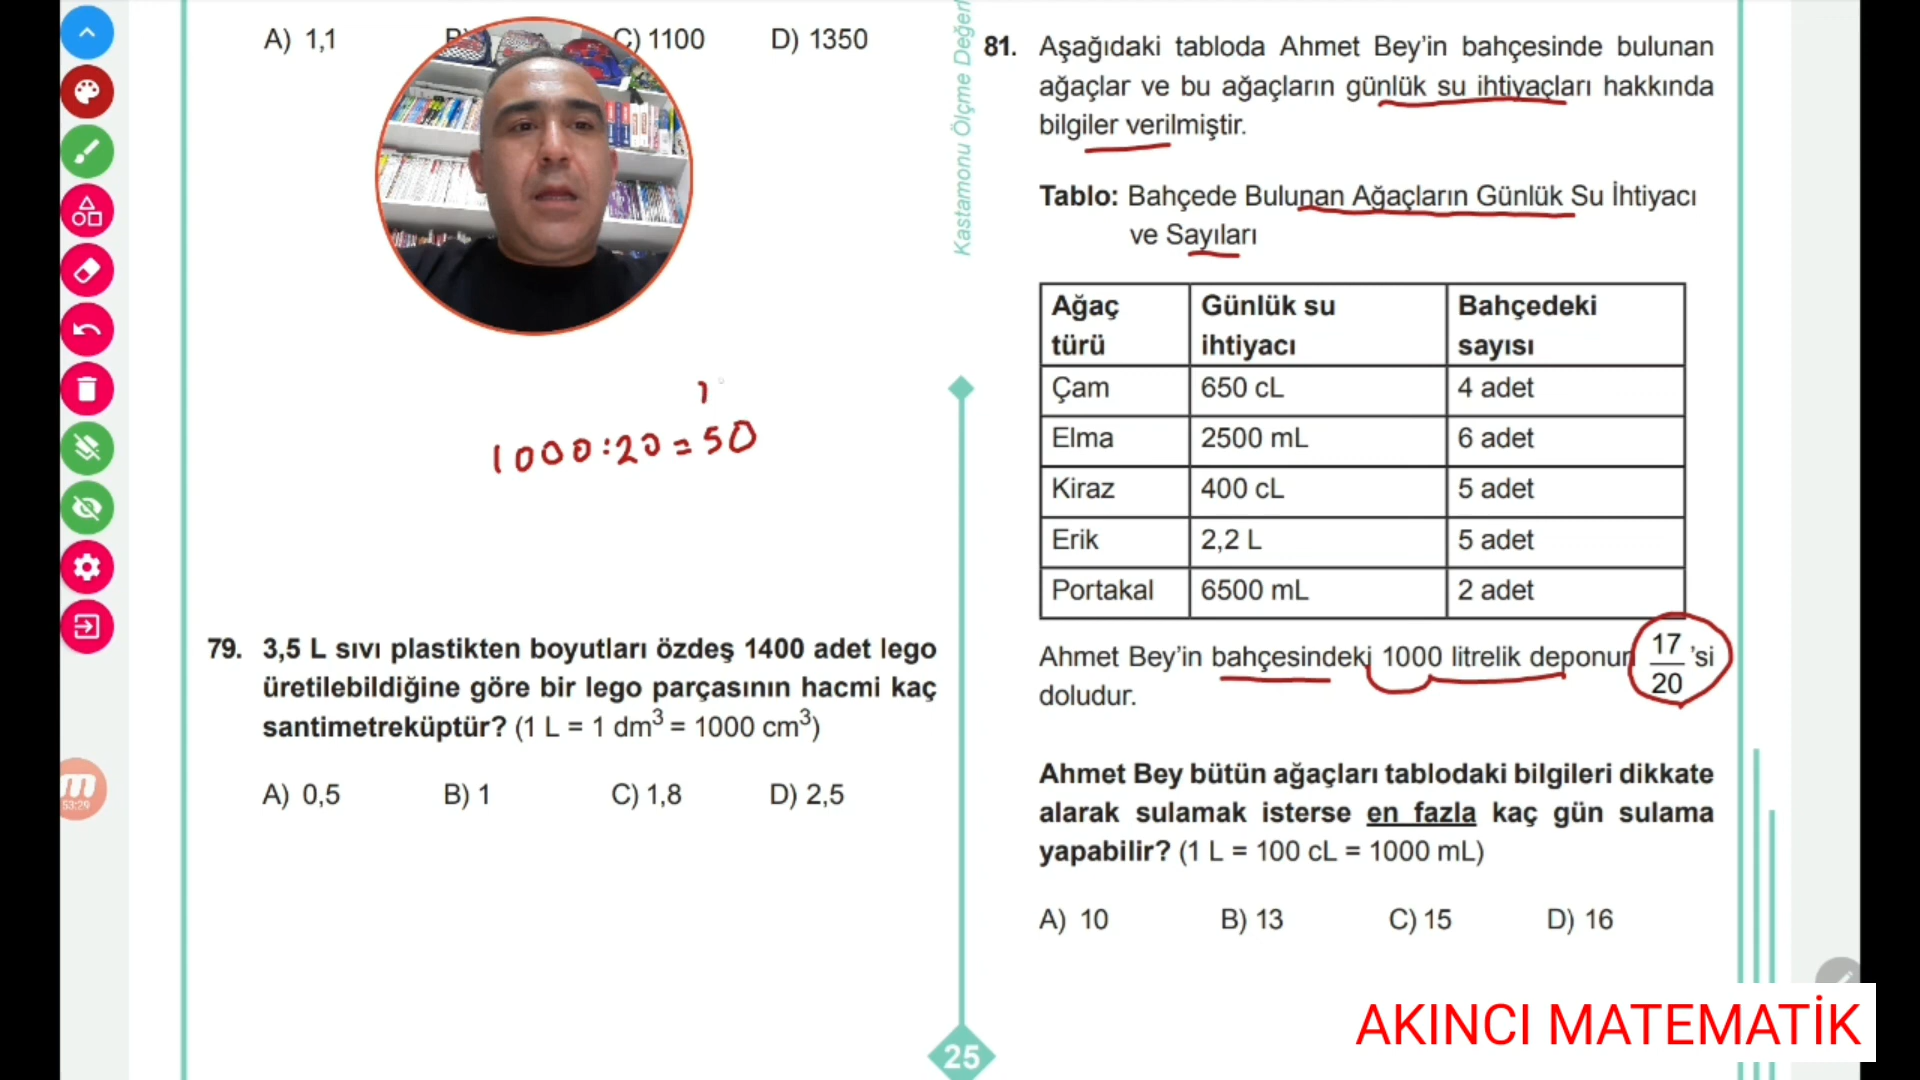 A) 1,1
C) 1100
D) 1350
1
1000:20=50
79. 3,5 L sıvı plastikten boyutları özdeş 1400 adet lego
üretilebildiğine göre bir lego parçasının hacmi kaç
santimetreküptür? (1 L = 1 dm³ = 1000 cm³)
A) 0,5
B) 1
C) 1,8
D) 2,5
Kastamonu Ölçme
81. Aşağıdaki tabloda Ahmet Bey’in bahçesinde bulunan
ağaçlar ve bu ağaçların günlük su ihtiyaçları hakkında
bilgiler verilmiştir.
Tablo: Bahçede Bulunan Ağaçların Günlük Su İhtiyacı
ve Sayıları
Ağaç türü
Günlük su ihtiyacı
Bahçedeki sayısı
Çam 650 cL 4 adet
Elma 2500 mL 6 adet
Kiraz 400 cL 5 adet
Erik 2,2 L 5 adet
Portakal 6500 mL 2 adet
Ahmet Bey’in bahçesindeki 1000 litrelik deponun 17/20 ’si
doludur.
Ahmet Bey bütün ağaçları tablodaki bilgileri dikkate
alarak sulamak isterse en fazla kaç gün sulama
yapabilir? (1 L = 100 cL = 1000 mL)
A) 10
B) 13
C) 15
D) 16
25
53:29
AKINCI MATEMATİK